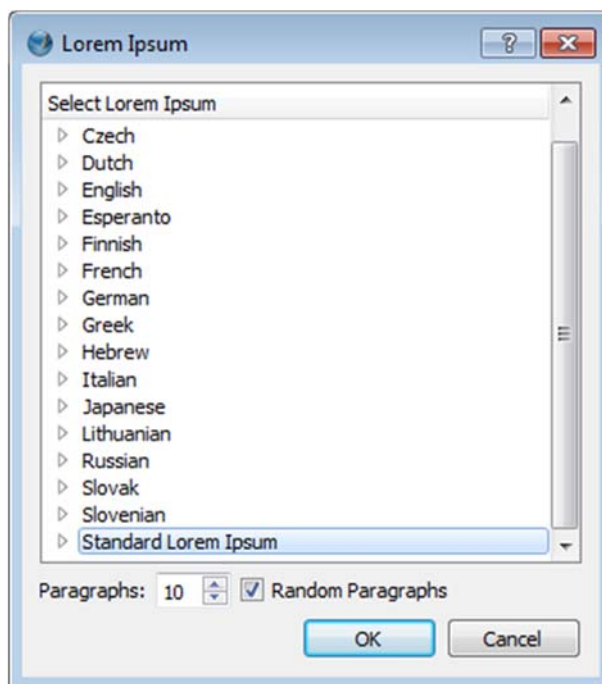 Lorem Ipsum
Select Lorem Ipsum
Czech
Dutch
English
Esperanto
Finnish
French
German
Greek
Hebrew
Italian
Japanese
Lithuanian
Russian
Slovak
Slovenian
Standard Lorem Ipsum
Paragraphs: 10 Random Paragraphs
OK Cancel